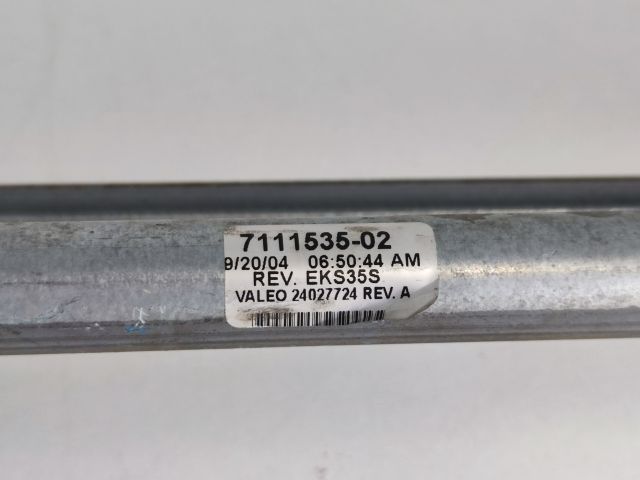 7111535-02
9/20/04 06:50:44 AM
REV. EKS35S
VALEO 24027724 REV. A